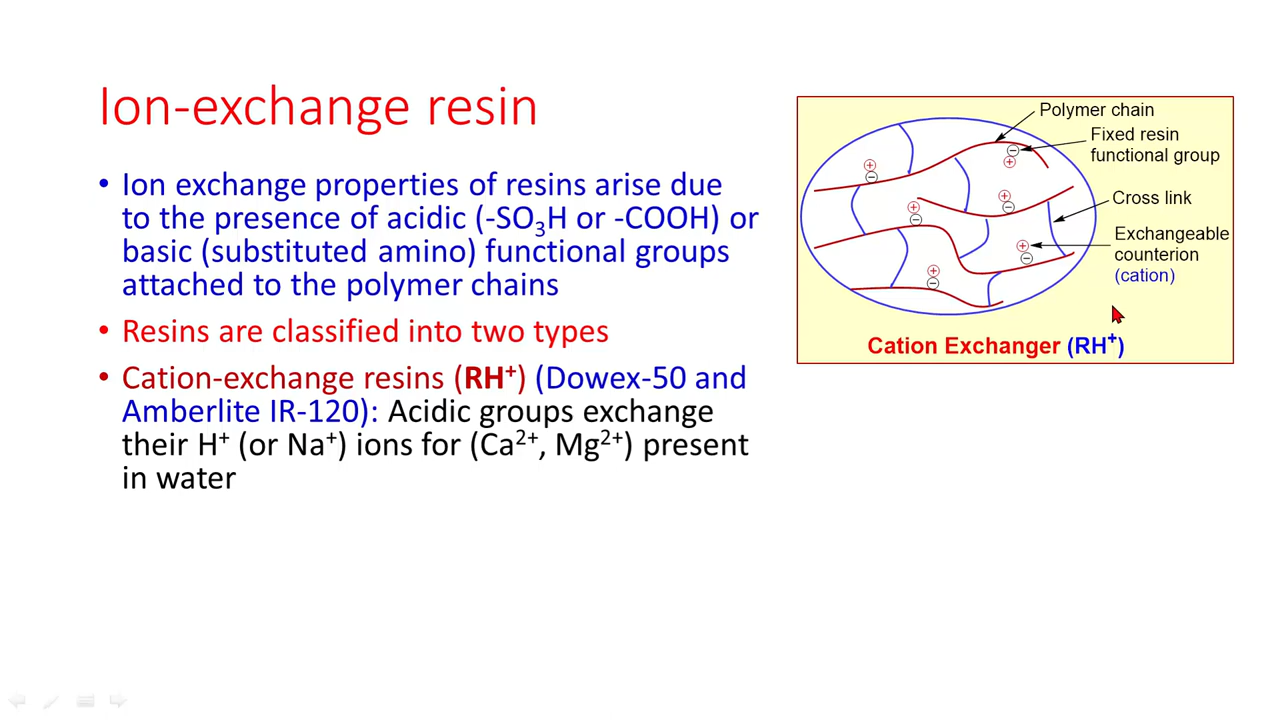 Ion-exchange resin
• Ion exchange properties of resins arise due
to the presence of acidic (-SO₃H or -COOH) or
basic (substituted amino) functional groups
attached to the polymer chains
• Resins are classified into two types
• Cation-exchange resins (RH⁺) (Dowex-50 and
Amberlite IR-120): Acidic groups exchange
their H⁺ (or Na⁺) ions for (Ca²⁺, Mg²⁺) present
in water
Polymer chain
Fixed resin
functional group
Cross link
Exchangeable
counterion
(cation)
Cation Exchanger (RH⁺)